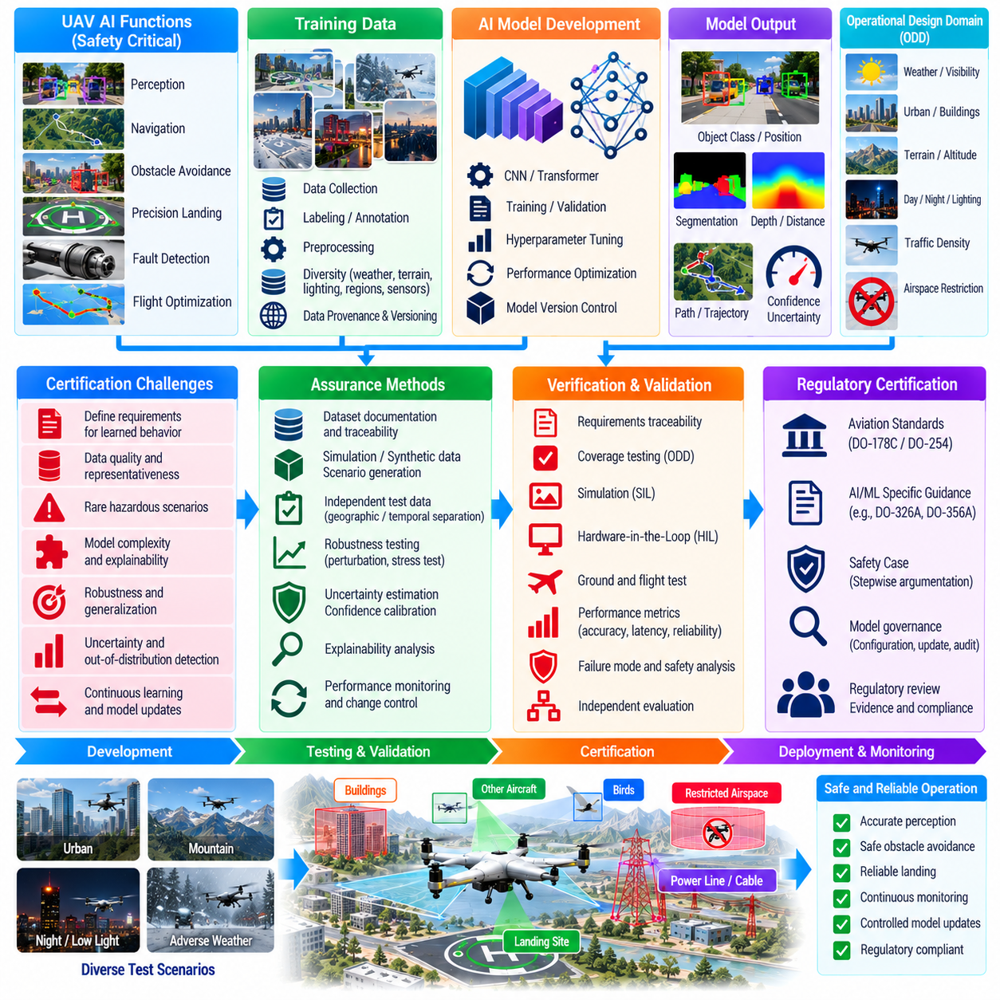 UAV AI Functions
(Safety Critical)
Perception
Navigation
Obstacle Avoidance
Precision Landing
Fault Detection
Flight Optimization
Training Data
Data Collection
Labeling / Annotation
Preprocessing
Diversity (weather, terrain,
lighting, regions, sensors)
Data Provenance & Versioning
AI Model Development
CNN / Transformer
Training / Validation
Hyperparameter Tuning
Performance Optimization
Model Version Control
Model Output
Object Class / Position
Segmentation
Depth / Distance
Path / Trajectory
Confidence
Uncertainty
Operational Design Domain
(ODD)
Weather / Visibility
Urban / Buildings
Terrain / Altitude
Day / Night / Lighting
Traffic Density
Airspace Restriction
Certification Challenges
Define requirements
for learned behavior
Data quality and
representativeness
Rare hazardous scenarios
Model complexity
and explainability
Robustness and
generalization
Uncertainty and
out-of-distribution detection
Continuous learning
and model updates
Assurance Methods
Dataset documentation
and traceability
Simulation / Synthetic data
Scenario generation
Independent test data
(geographic / temporal separation)
Robustness testing
(perturbation, stress test)
Uncertainty estimation
Confidence calibration
Explainability analysis
Performance monitoring
and change control
Verification & Validation
Requirements traceability
Coverage testing (ODD)
Simulation (SIL)
Hardware-in-the-Loop (HIL)
Ground and flight test
Performance metrics
(accuracy, latency, reliability)
Failure mode and safety analysis
Independent evaluation
Regulatory Certification
Aviation Standards
(DO-178C / DO-254)
AI/ML Specific Guidance
(e.g., DO-326A, DO-356A)
Safety Case
(Stepwise argumentation)
Model governance
(Configuration, update, audit)
Regulatory review
Evidence and compliance
Development
Testing & Validation
Certification
Deployment & Monitoring
Urban
Mountain
Night / Low Light
Adverse Weather
Diverse Test Scenarios
Buildings
Other Aircraft
Birds
Restricted Airspace
Power Line / Cable
Landing Site
H
H
Safe and Reliable Operation
Accurate perception
Safe obstacle avoidance
Reliable landing
Continuous monitoring
Controlled model updates
Regulatory compliant